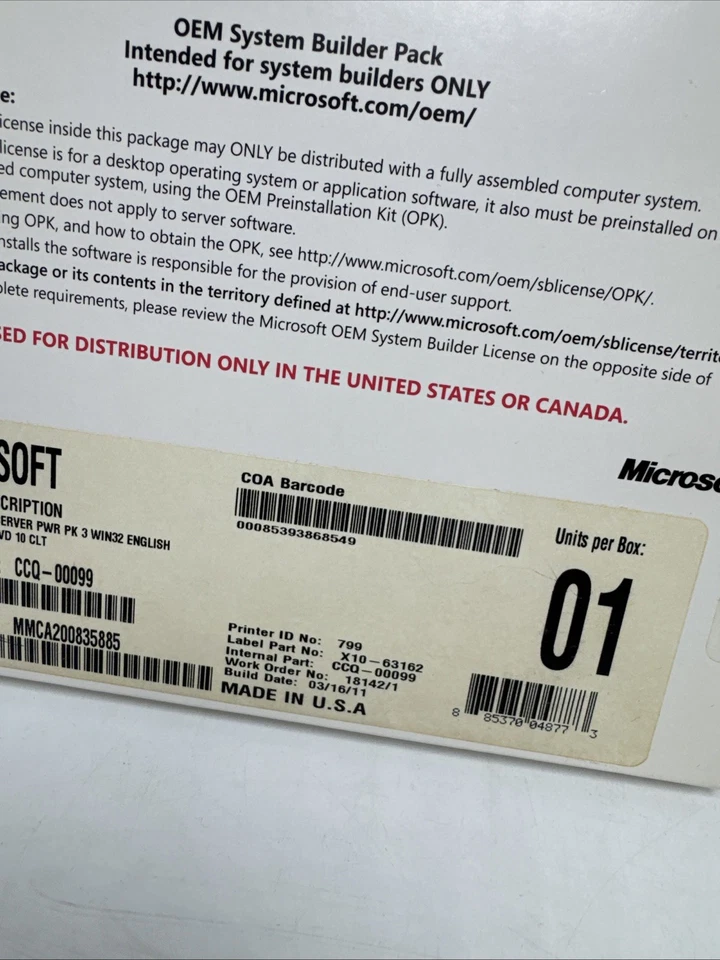 OEM System Builder Pack
Intended for system builders ONLY
http://www.microsoft.com/oem/
e:
icense inside this package may ONLY be distributed with a fully assembled computer system.
license is for a desktop operating system or application software, it also must be preinstalled on
ed computer system, using the OEM Preinstallation Kit (OPK).
ement does not apply to server software.
ng OPK, and how to obtain the OPK, see http://www.microsoft.com/oem/sblicense/OPK/.
nstalls the software is responsible for the provision of end-user support.
ackage or its contents in the territory defined at http://www.microsoft.com/oem/sblicense/territo
plete requirements, please review the Microsoft OEM System Builder License on the opposite side of
SED FOR DISTRIBUTION ONLY IN THE UNITED STATES OR CANADA.
Microso
SOFT
CRIPTION
ERVER PWR PK 3 WIN32 ENGLISH
VD 10 CLT
CCQ-00099
MMCA200835885
COA Barcode
00085393868549
Printer ID No: 799
Label Part No: X10-63162
Internal Part: CCQ-00099
Work Order No: 18142/1
Build Date: 03/16/11
MADE IN U.S.A
Units per Box:
01
8 85370 04877 3